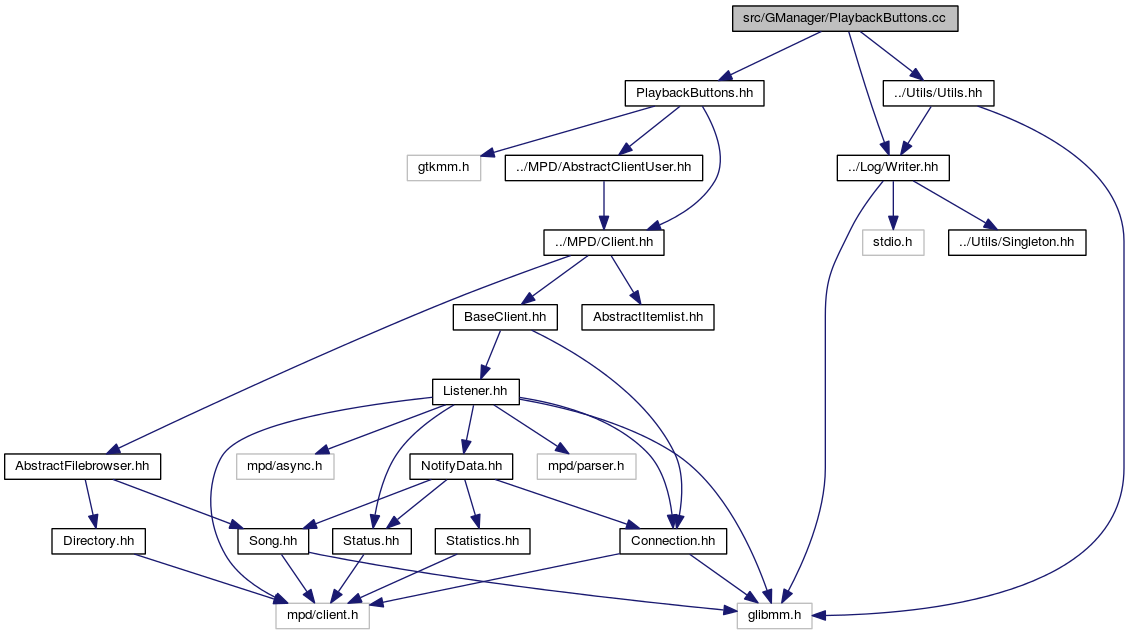 src/GManager/PlaybackButtons.cc
PlaybackButtons.hh
../Utils/Utils.hh
gtkmm.h
../MPD/AbstractClientUser.hh
../Log/Writer.hh
../MPD/Client.hh
stdio.h
../Utils/Singleton.hh
BaseClient.hh
AbstractItemlist.hh
Listener.hh
AbstractFilebrowser.hh
mpd/async.h
NotifyData.hh
mpd/parser.h
Directory.hh
Song.hh
Status.hh
Statistics.hh
Connection.hh
mpd/client.h
glibmm.h